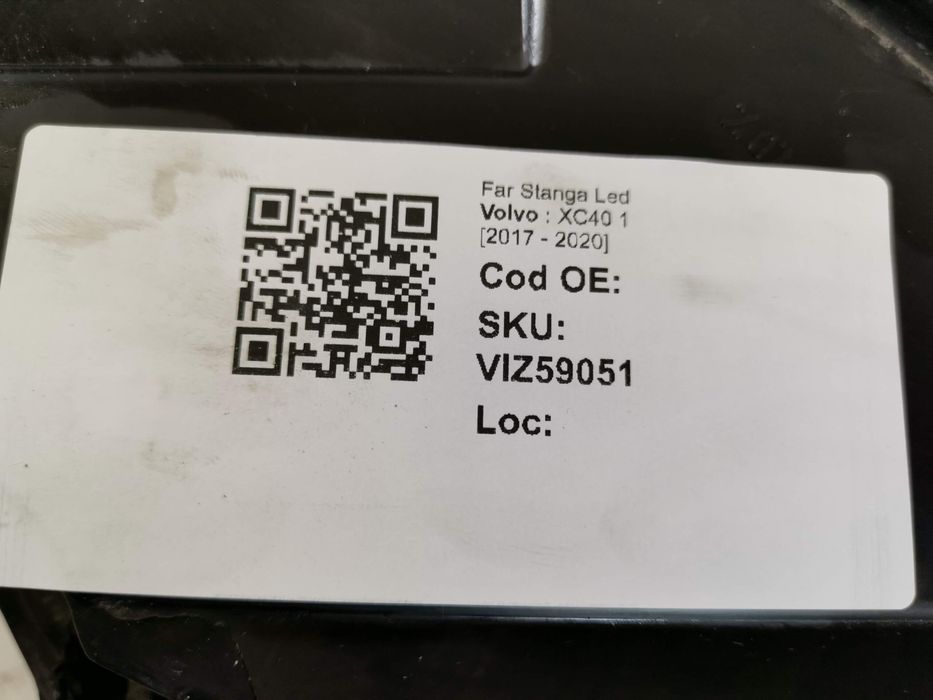 Far Stanga Led
Volvo : XC40 1
[2017 - 2020]
Cod OE:
SKU:
VIZ59051
Loc: